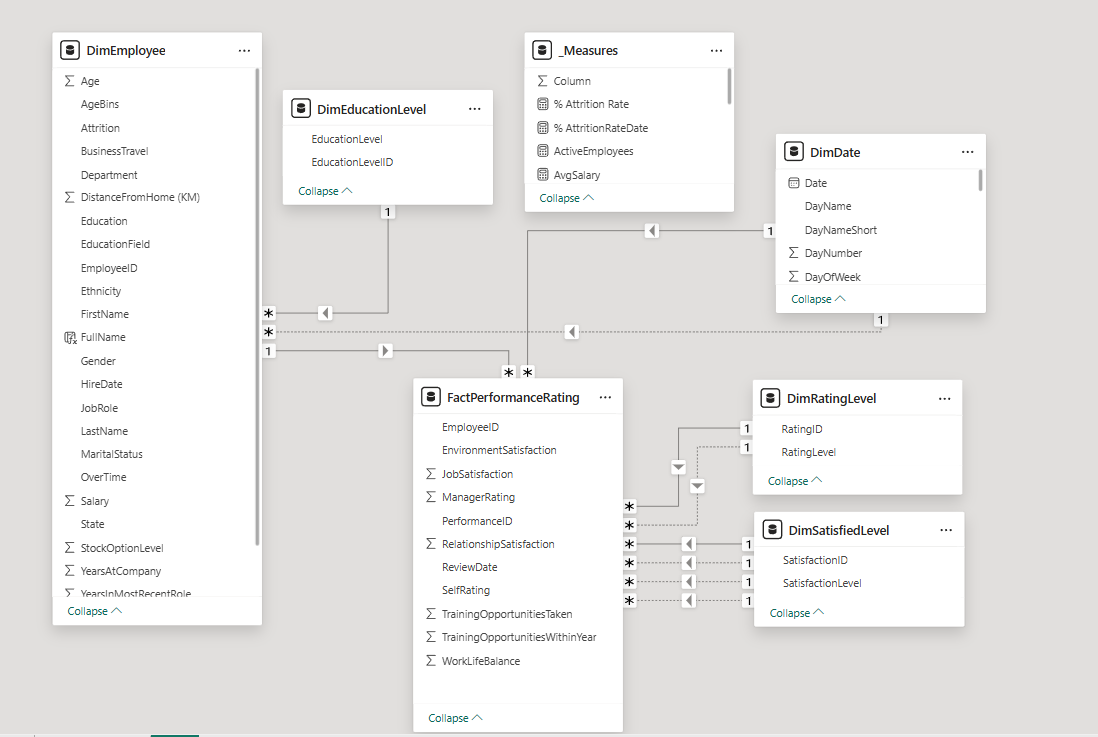 DimEmployee
Age
AgeBins
Attrition
BusinessTravel
Department
DistanceFromHome (KM)
Education
EducationField
EmployeeID
Ethnicity
FirstName
FullName
Gender
HireDate
JobRole
LastName
MaritalStatus
OverTime
Salary
State
StockOptionLevel
YearsAtCompany
YearsInMostRecentRole
Collapse
DimEducationLevel
EducationLevel
EducationLevelID
Collapse
_Measures
Column
% Attrition Rate
% AttritionRateDate
ActiveEmployees
AvgSalary
Collapse
DimDate
Date
DayName
DayNameShort
DayNumber
DayOfWeek
Collapse
1
1
1
*
*
1
* *
FactPerformanceRating
EmployeeID
EnvironmentSatisfaction
JobSatisfaction
ManagerRating
PerformanceID
RelationshipSatisfaction
ReviewDate
SelfRating
TrainingOpportunitiesTaken
TrainingOpportunitiesWithinYear
WorkLifeBalance
Collapse
DimRatingLevel
RatingID
RatingLevel
Collapse
1
1
*
*
DimSatisfiedLevel
SatisfactionID
SatisfactionLevel
Collapse
* 1
* 1
* 1
* 1